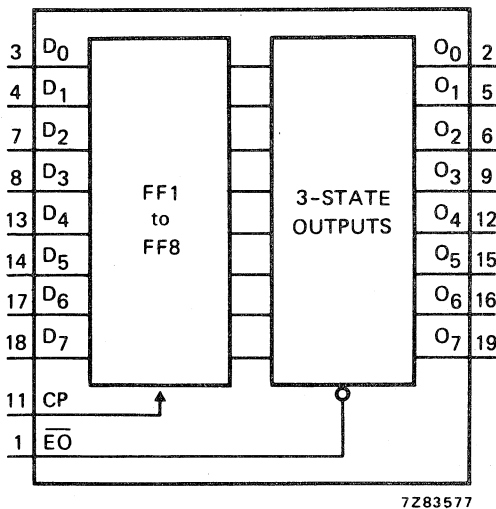 3 D0 O0 2
4 D1 O1 5
7 D2 O2 6
8 D3 O3 9
13 D4 O4 12
14 D5 O5 15
17 D6 O6 16
18 D7 O7 19
FF1
to
FF8
3-STATE
OUTPUTS
11 CP
1 E̅O̅
7Z83577